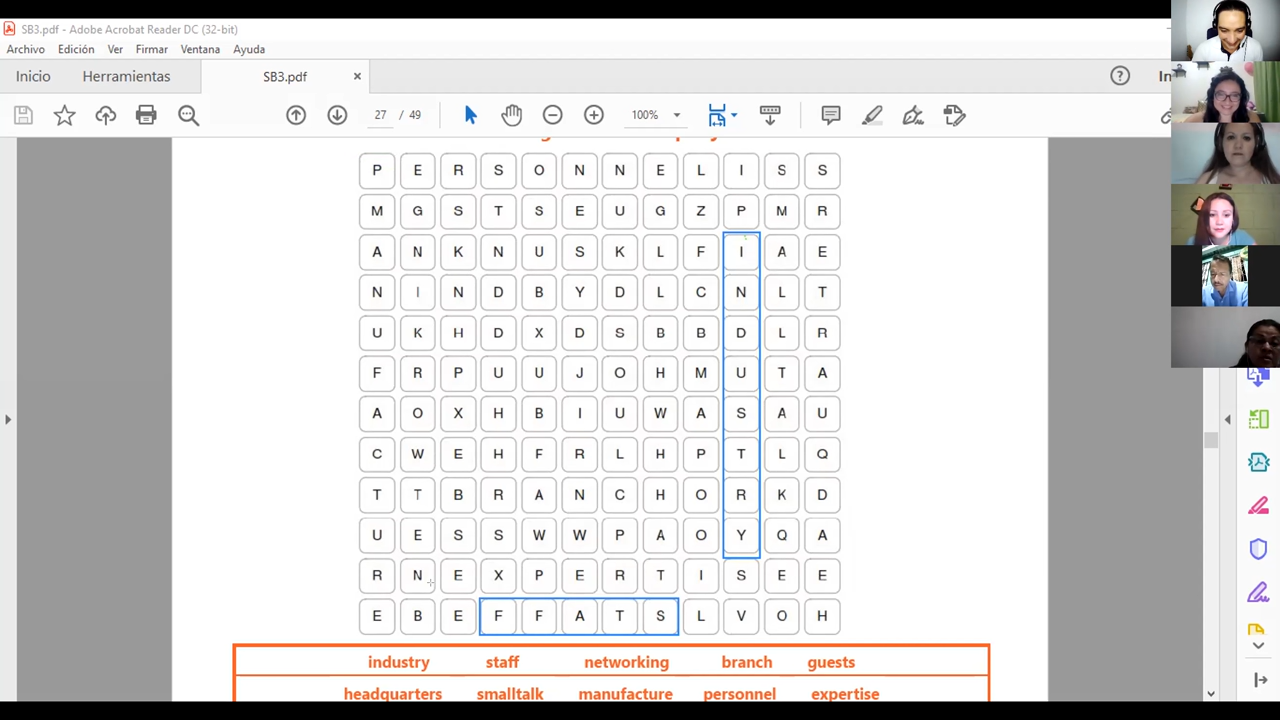 SB3.pdf - Adobe Acrobat Reader DC (32-bit)
Archivo Edición Ver Firmar Ventana Ayuda
Inicio Herramientas SB3.pdf × In
27 / 49 100%
P E R S O N N E L I S S
M G S T S E U G Z P M R
A N K N U S K L F I A E
N I N D B Y D L C N L T
U K H D X D S B B D L R
F R P U U J O H M U T A
A O X H B I U W A S A U
C W E H F R L H P T L Q
T T B R A N C H O R K D
U E S S W W P A O Y Q A
R N E X P E R T I S E E
E B E F F A T S L V O H
industry staff networking branch guests
headquarters smalltalk manufacture personnel expertise